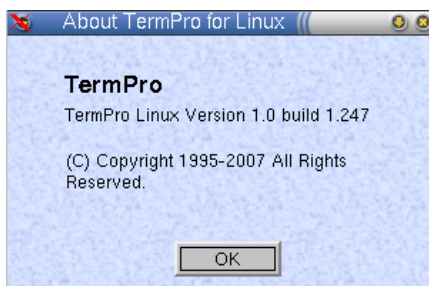 About TermPro for Linux
TermPro
TermPro Linux Version 1.0 build 1.247
(C) Copyright 1995-2007 All Rights
Reserved.
OK